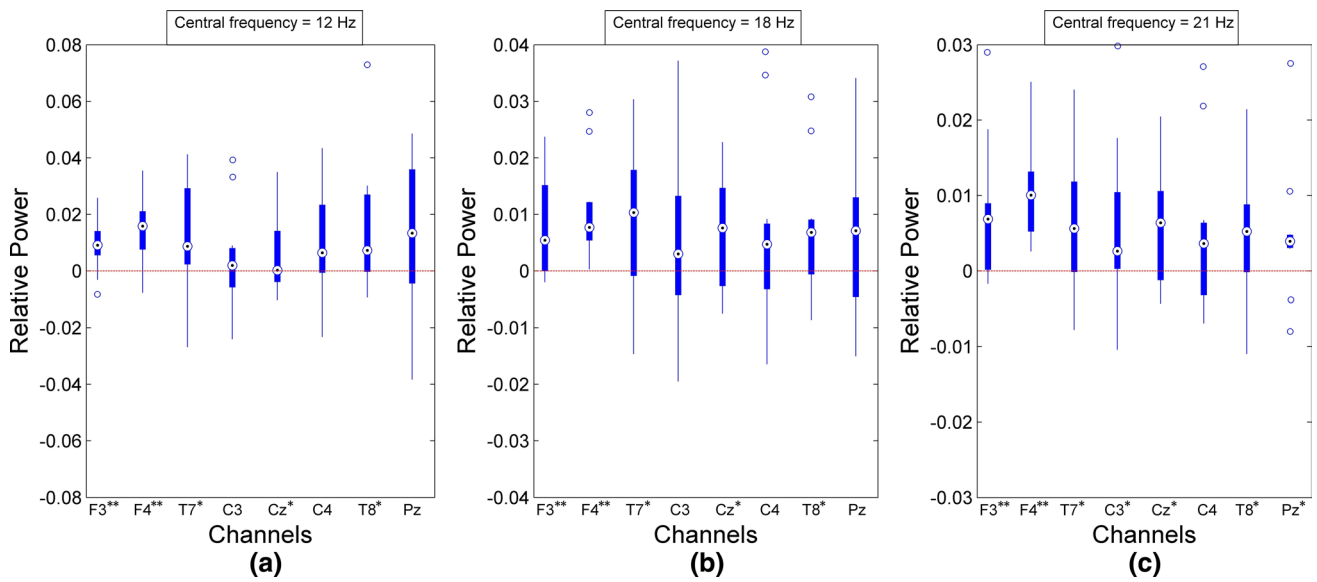 Central frequency = 12 Hz
0.08
0.06
0.04
0.02
0
-0.02
-0.04
-0.06
-0.08
Relative Power
F3** F4** T7* C3 Cz* C4 T8* Pz
Channels
(a)
Central frequency = 18 Hz
0.04
0.03
0.02
0.01
0
-0.01
-0.02
-0.03
-0.04
Relative Power
F3** F4** T7* C3 Cz* C4 T8* Pz
Channels
(b)
Central frequency = 21 Hz
0.03
0.02
0.01
0
-0.01
-0.02
-0.03
Relative Power
F3** F4** T7* C3* Cz* C4 T8* Pz*
Channels
(c)